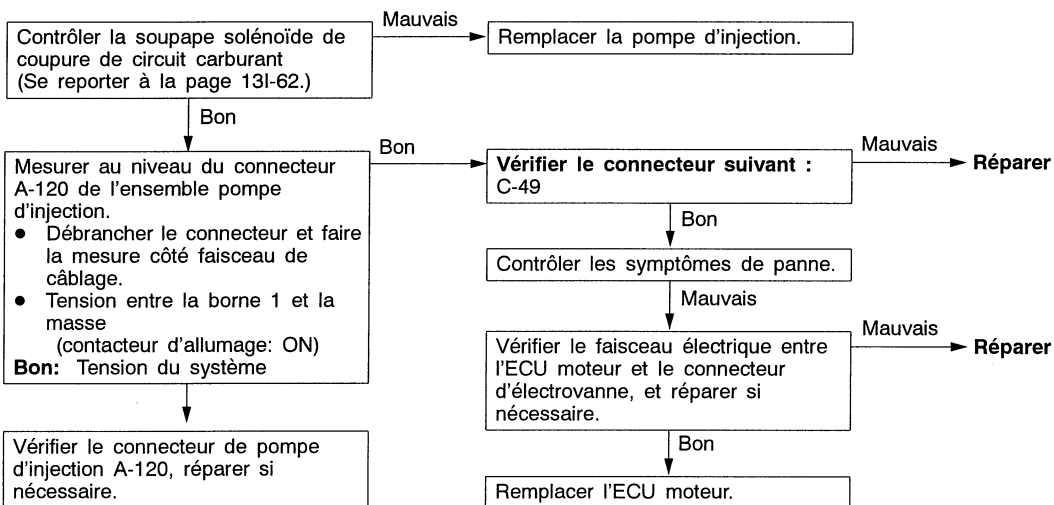 Contrôler la soupape solénoïde de
coupure de circuit carburant
(Se reporter à la page 13I-62.)
Mauvais
Remplacer la pompe d'injection.
Bon
Mesurer au niveau du connecteur
A-120 de l'ensemble pompe
d'injection.
● Débrancher le connecteur et faire
la mesure côté faisceau de
câblage.
● Tension entre la borne 1 et la
masse
(contacteur d'allumage: ON)
Bon: Tension du système
Bon
Vérifier le connecteur suivant :
C-49
Mauvais
Réparer
Bon
Contrôler les symptômes de panne.
Mauvais
Vérifier le faisceau électrique entre
l'ECU moteur et le connecteur
d'électrovanne, et réparer si
nécessaire.
Mauvais
Réparer
Bon
Remplacer l'ECU moteur.
Vérifier le connecteur de pompe
d'injection A-120, réparer si
nécessaire.